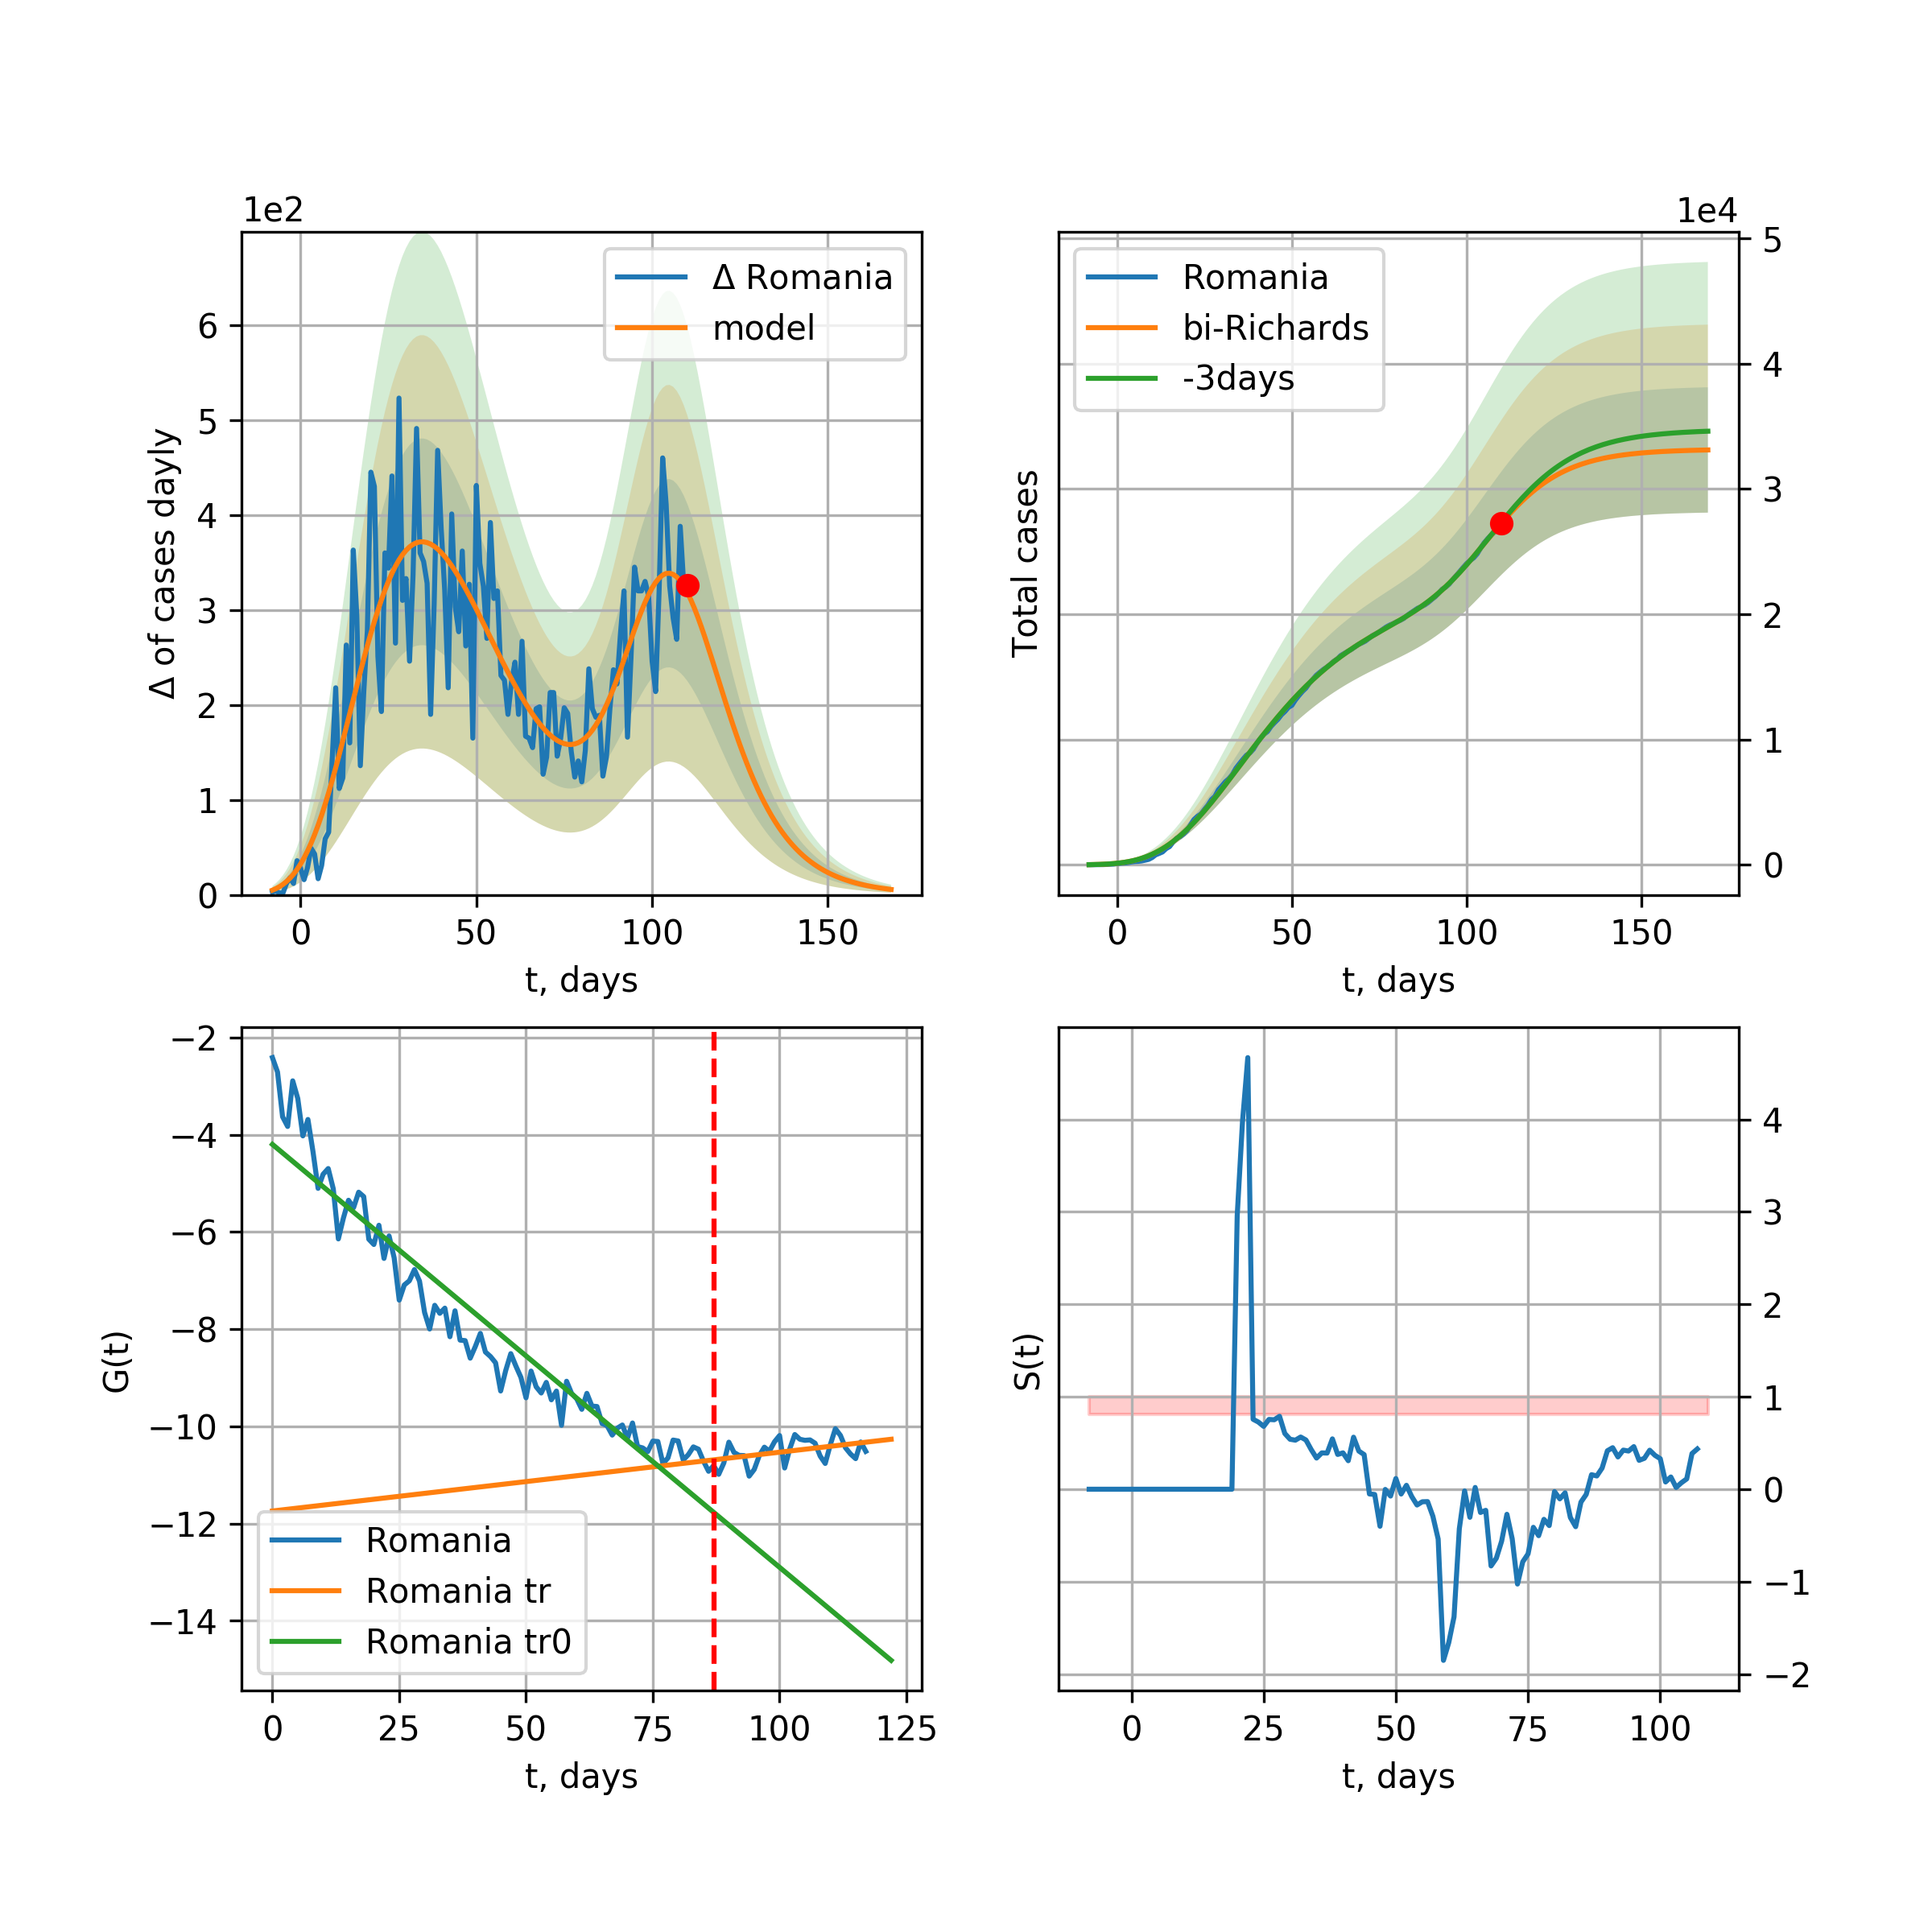 1e2
Δ of cases dayly
6
5
4
3
2
1
0
Δ Romania
model
0 50 100 150
t, days
1e4
Total cases
Romania
bi-Richards
-3days
5
4
3
2
1
0
0 50 100 150
t, days
G(t)
−2
−4
−6
−8
−10
−12
−14
Romania
Romania tr
Romania tr0
0 25 50 75 100 125
t, days
S(t)
4
3
2
1
0
−1
−2
0 25 50 75 100
t, days